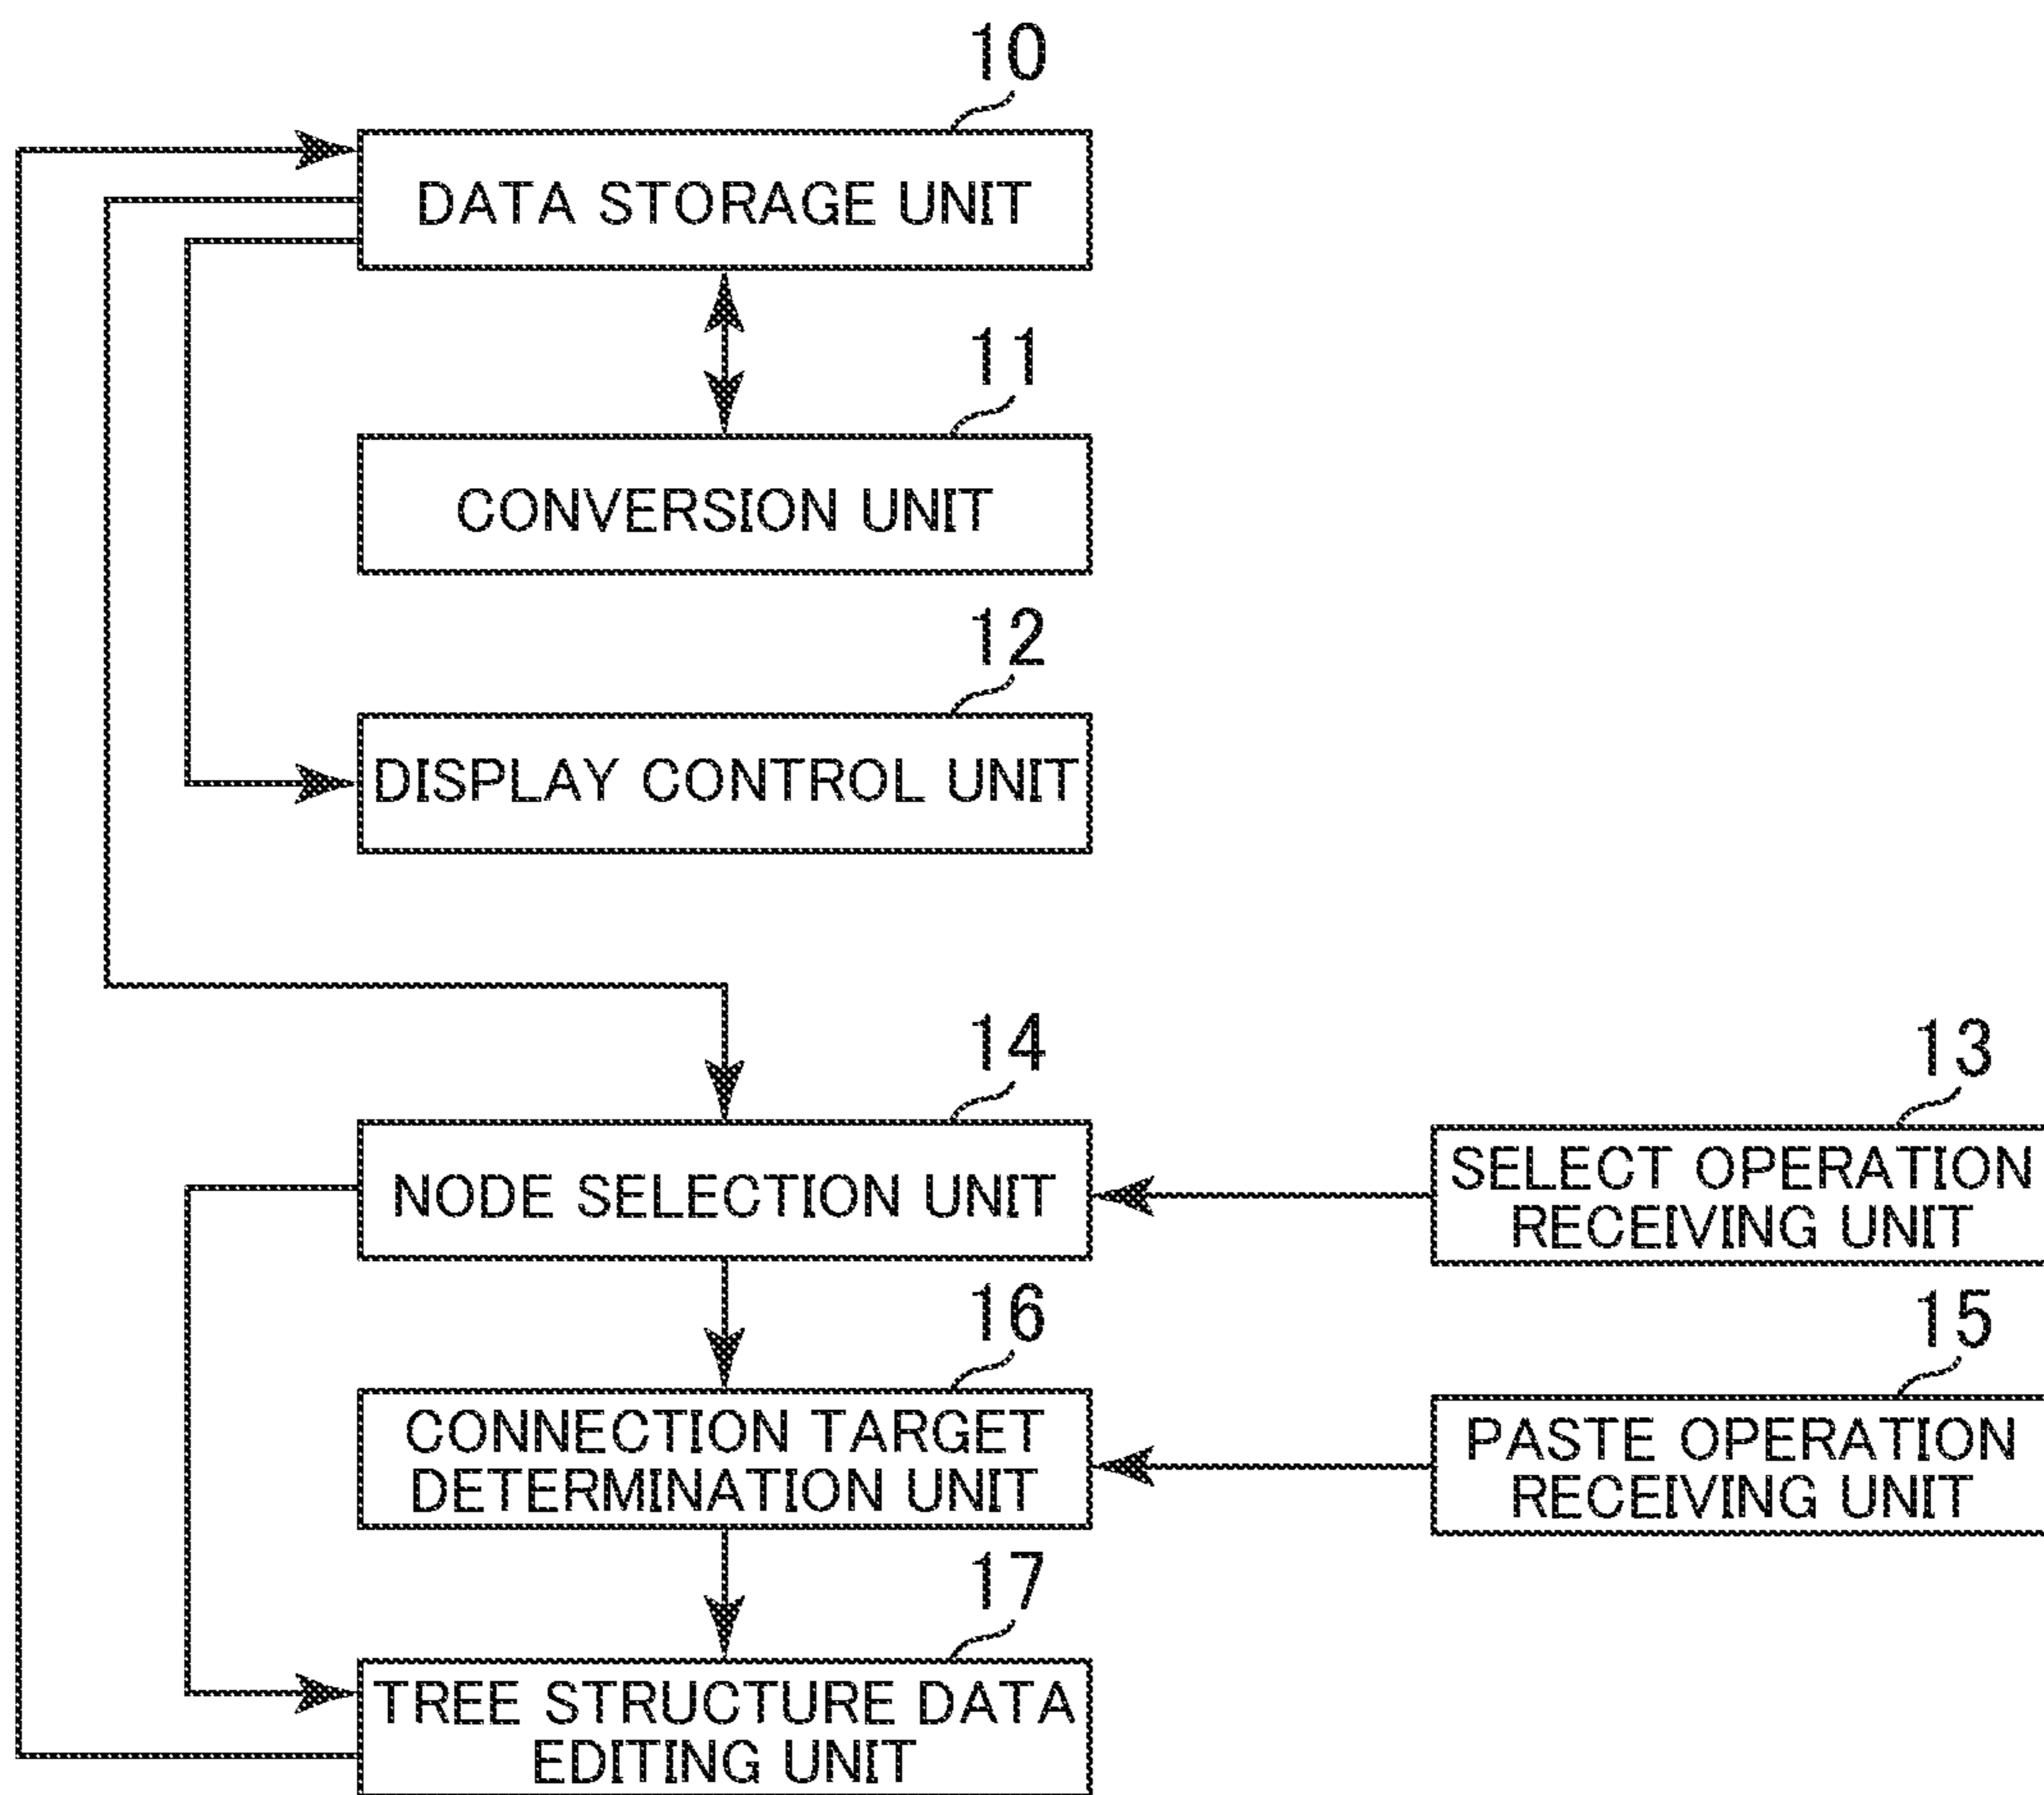 10
DATA STORAGE UNIT
11
CONVERSION UNIT
12
DISPLAY CONTROL UNIT
14
NODE SELECTION UNIT
13
SELECT OPERATION
RECEIVING UNIT
16
CONNECTION TARGET
DETERMINATION UNIT
15
PASTE OPERATION
RECEIVING UNIT
17
TREE STRUCTURE DATA
EDITING UNIT